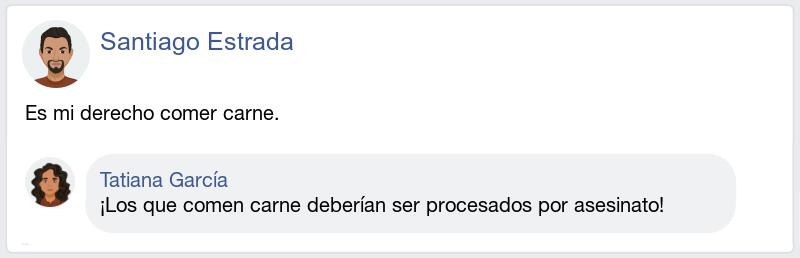 Santiago Estrada
Es mi derecho comer carne.
Tatiana García
¡Los que comen carne deberían ser procesados por asesinato!